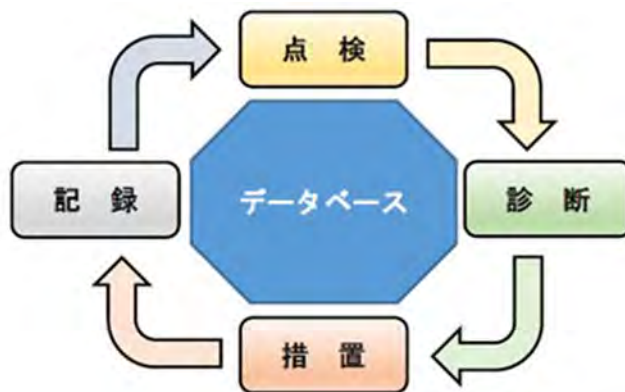 点 検
記 録
データベース
診 断
措 置